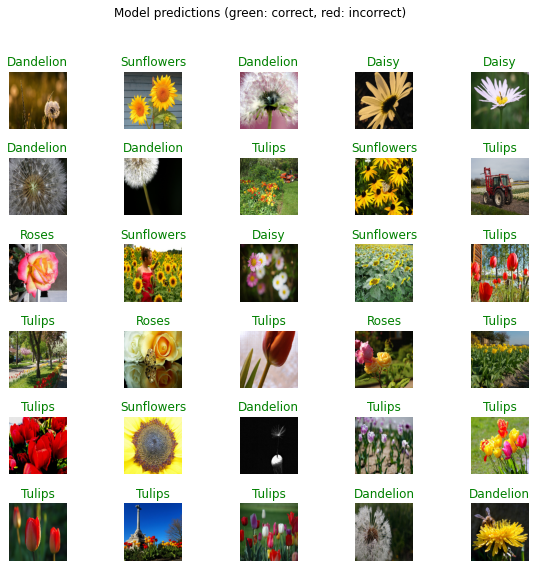 Model predictions (green: correct, red: incorrect)
Dandelion Sunflowers Dandelion Daisy Daisy
Dandelion Dandelion Tulips Sunflowers Tulips
Roses Sunflowers Daisy Sunflowers Tulips
Tulips Roses Tulips Roses Tulips
Tulips Sunflowers Dandelion Tulips Tulips
Tulips Tulips Tulips Dandelion Dandelion